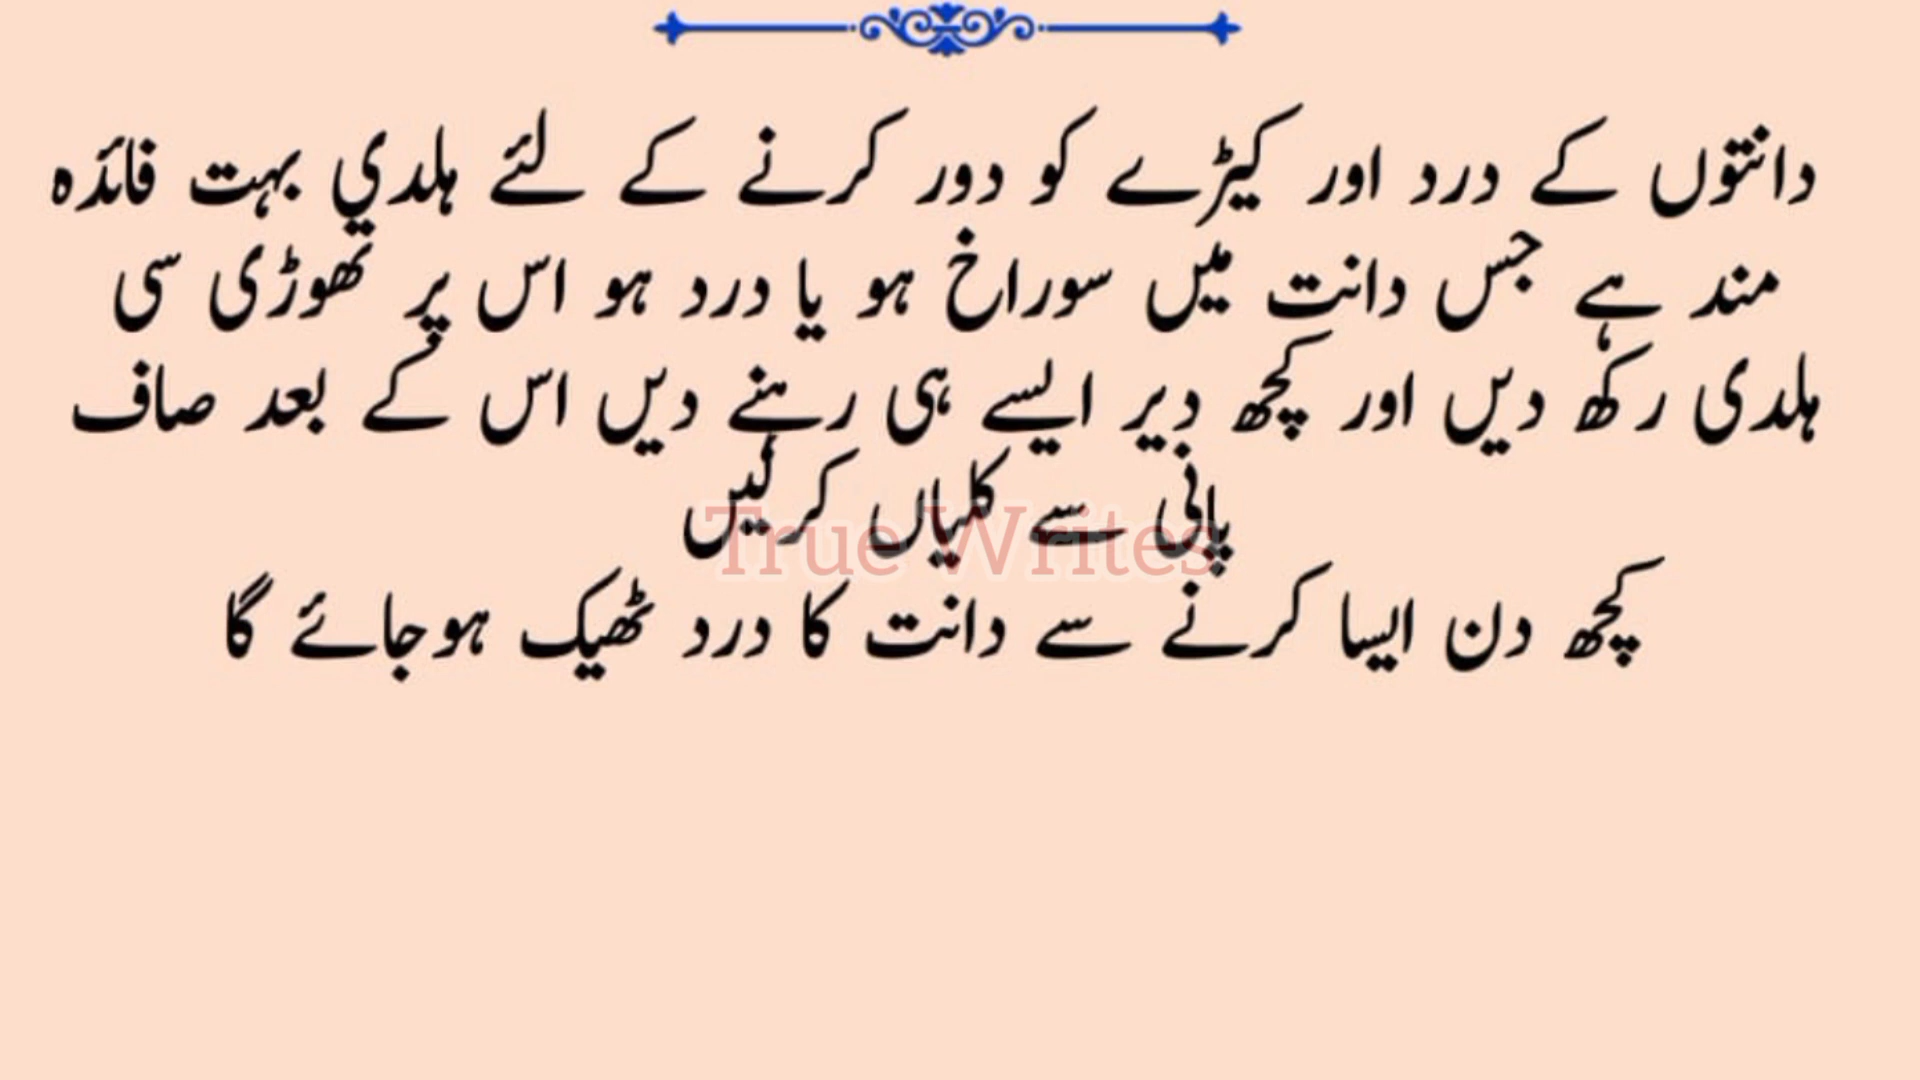 دانتوں کے درد اور کیڑے کو دور کرنے کے لئے ہلدی بہت فائدہ
مند ہے جس دانت میں سوراخ ہو یا درد ہو اس پر تھوڑی سی
ہلدی رکھ دیں اور کچھ دیر ایسے ہی رہنے دیں اس کے بعد صاف
پانی سے کلیاں کرلیں
True Writes
کچھ دن ایسا کرنے سے دانت کا درد ٹھیک ہوجائے گا